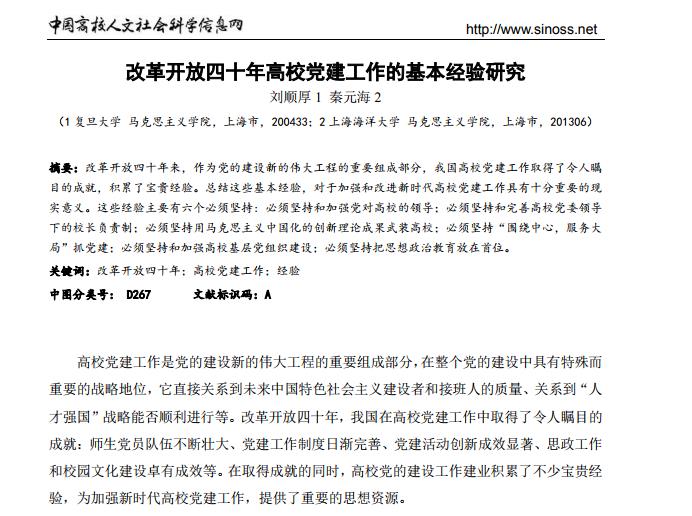 中国高校人文社会科学信息网
http://www.sinoss.net
改革开放四十年高校党建工作的基本经验研究
刘顺厚 1 秦元海 2
（1 复旦大学 马克思主义学院，上海市，200433；2 上海海洋大学 马克思主义学院，上海市，201306）
摘要：改革开放四十年来，作为党的建设新的伟大工程的重要组成部分，我国高校党建工作取得了令人瞩
目的成就，积累了宝贵经验。总结这些基本经验，对于加强和改进新时代高校党建工作具有十分重要的现
实意义。这些经验主要有六个必须坚持：必须坚持和加强党对高校的领导；必须坚持和完善高校党委领导
下的校长负责制；必须坚持用马克思主义中国化的创新理论成果武装高校；必须坚持“围绕中心，服务大
局”抓党建；必须坚持和加强高校基层党组织建设；必须坚持把思想政治教育放在首位。
关键词：改革开放四十年；高校党建工作；经验
中图分类号： D267 文献标识码：A
高校党建工作是党的建设新的伟大工程的重要组成部分，在整个党的建设中具有特殊而
重要的战略地位，它直接关系到未来中国特色社会主义建设者和接班人的质量、关系到“人
才强国”战略能否顺利进行等。改革开放四十年，我国在高校党建工作中取得了令人瞩目的
成就：师生党员队伍不断壮大、党建工作制度日渐完善、党建活动创新成效显著、思政工作
和校园文化建设卓有成效等。在取得成就的同时，高校党的建设工作建业积累了不少宝贵经
验，为加强新时代高校党建工作，提供了重要的思想资源。